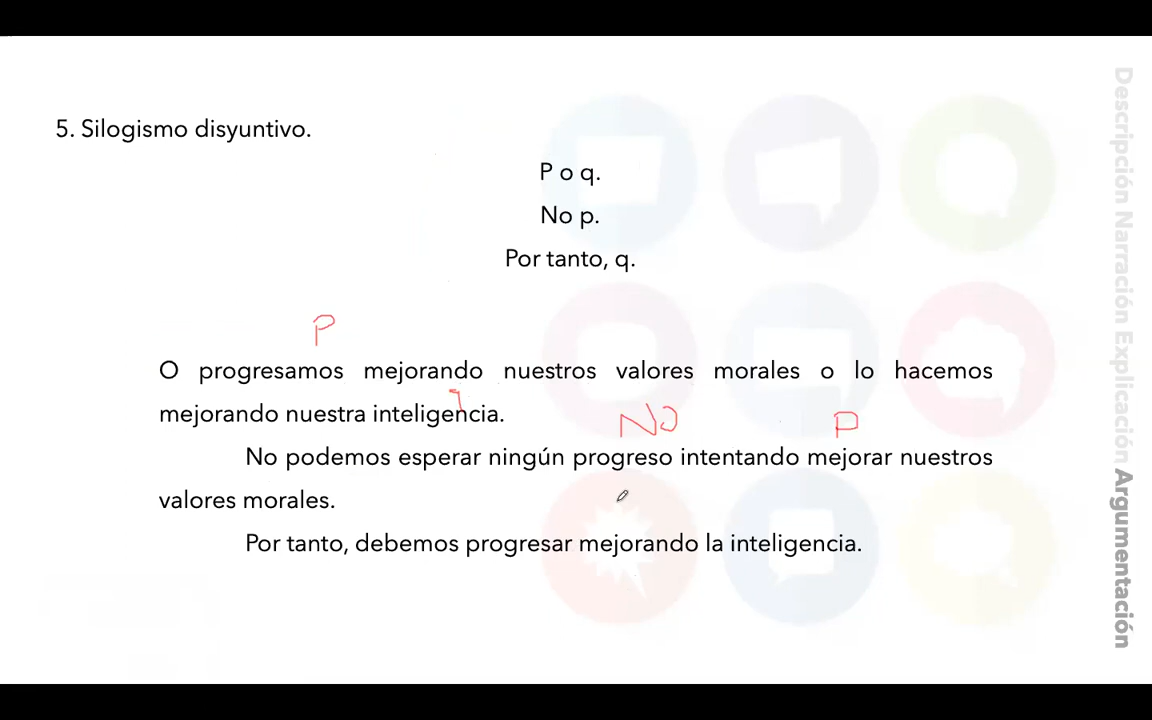 5. Silogismo disyuntivo.
P o q.
No p.
Por tanto, q.
P
O progresamos mejorando nuestros valores morales o lo hacemos
mejorando nuestra inteligencia.
NO P
No podemos esperar ningún progreso intentando mejorar nuestros
valores morales.
Por tanto, debemos progresar mejorando la inteligencia.
Descripción Narración Explicación Argumentación